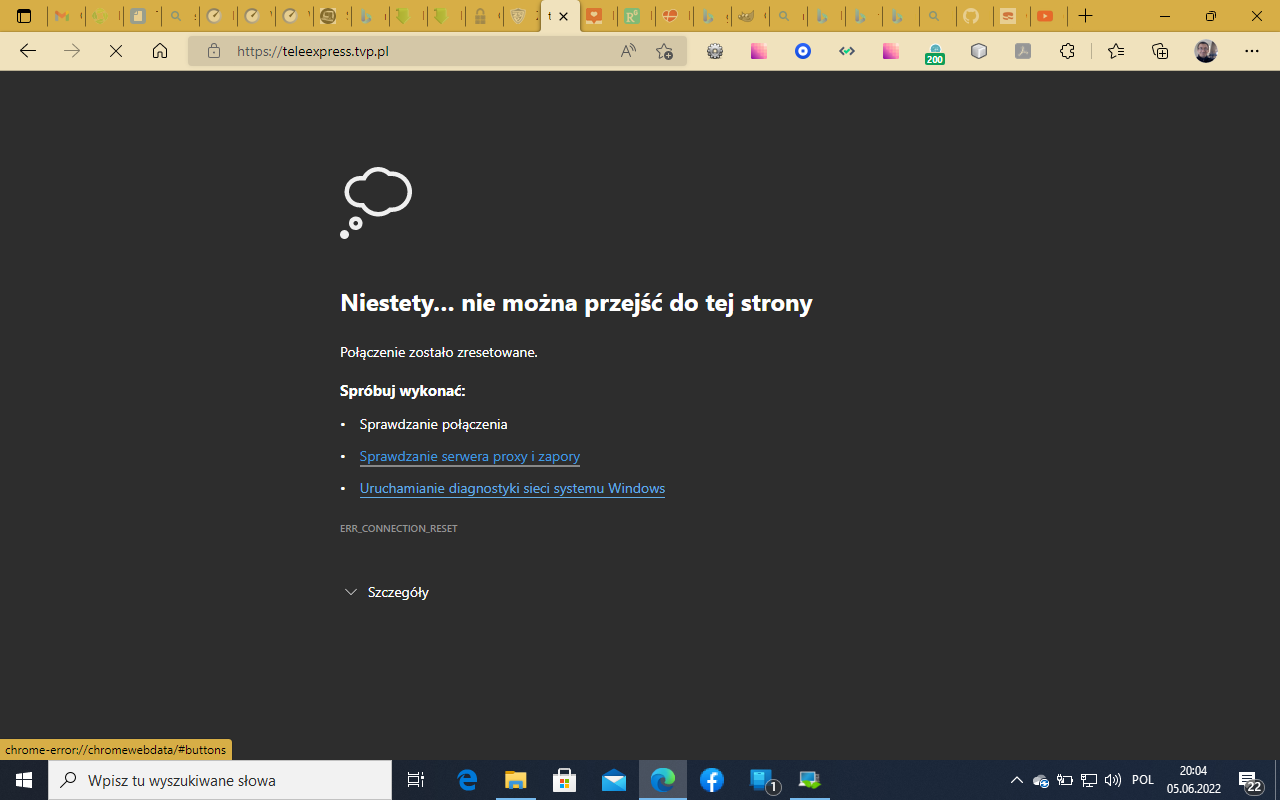 https://teleexpress.tvp.pl
200
Niestety... nie można przejść do tej strony
Połączenie zostało zresetowane.
Spróbuj wykonać:
• Sprawdzanie połączenia
• Sprawdzanie serwera proxy i zapory
• Uruchamianie diagnostyki sieci systemu Windows
ERR_CONNECTION_RESET
Szczegóły
chrome-error://chromewebdata/#buttons
Wpisz tu wyszukiwane słowa
1
POL
20:04
05.06.2022
22